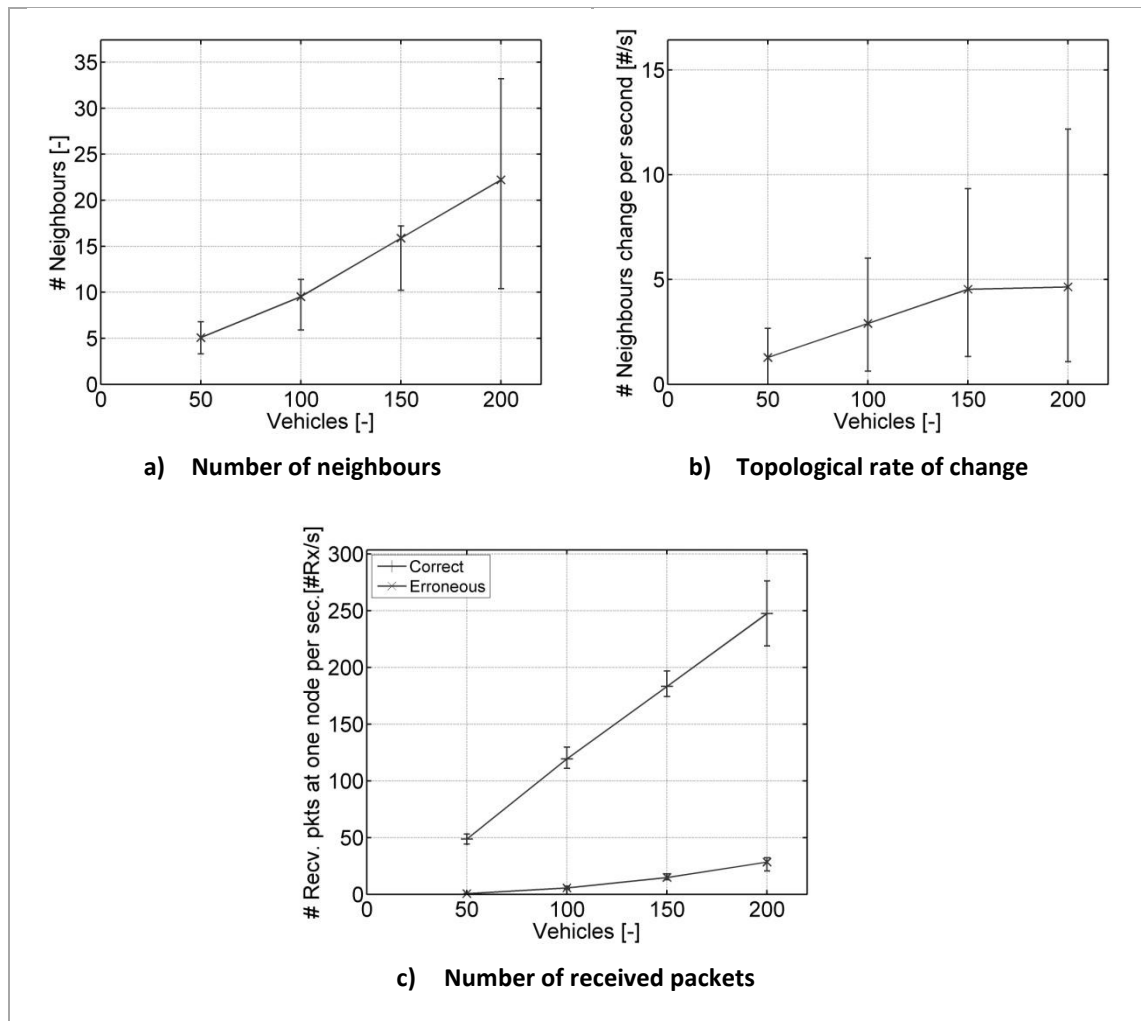 # Neighbours [-]
35
30
25
20
15
10
5
0
0 50 100 150 200
Vehicles [-]
a) Number of neighbours
# Neighbours change per second [#/s]
15
10
5
0
0 50 100 150 200
Vehicles [-]
b) Topological rate of change
# Recv. pkts at one node per sec.[#Rx/s]
300
250
200
150
100
50
0
Correct
Erroneous
0 50 100 150 200
Vehicles [-]
c) Number of received packets